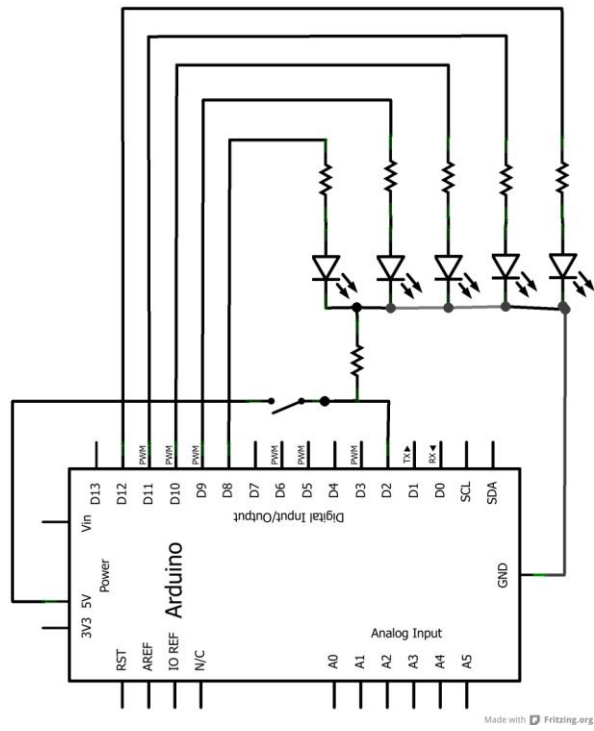 PWM
PWM
PWM
PWM
PWM
PWM
TX▶
RX◀
D13
D12
D11
D10
D9
D8
D7
D6
D5
D4
D3
D2
D1
D0
SCL
SDA
Digital Input/Output
Vin
Power
5V
3V3
Arduino
GND
Analog Input
RST
AREF
IO REF
N/C
A0
A1
A2
A3
A4
A5
Made with Fritzing.org